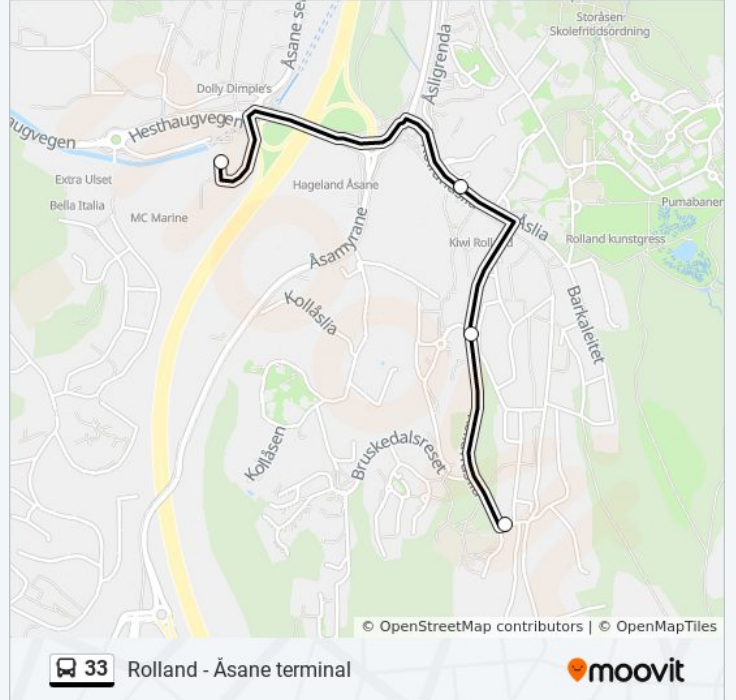 Storåsen
Skolefritidsordning
Åsane se
Åsligrenda
Dolly Dimple's
augvegen
Hesthaugvegen
Extra Ulset
Hageland Åsane
Bella Italia
Pumabanen
MC Marine
Åslia
Kiwi Rolland
Rolland kunstgress
Åsamyrane
Kollåslia
Barkaleitet
Kollåsen
Bruskedalsreset
© OpenStreetMap contributors | © OpenMapTiles
33 Rolland - Åsane terminal
moovit